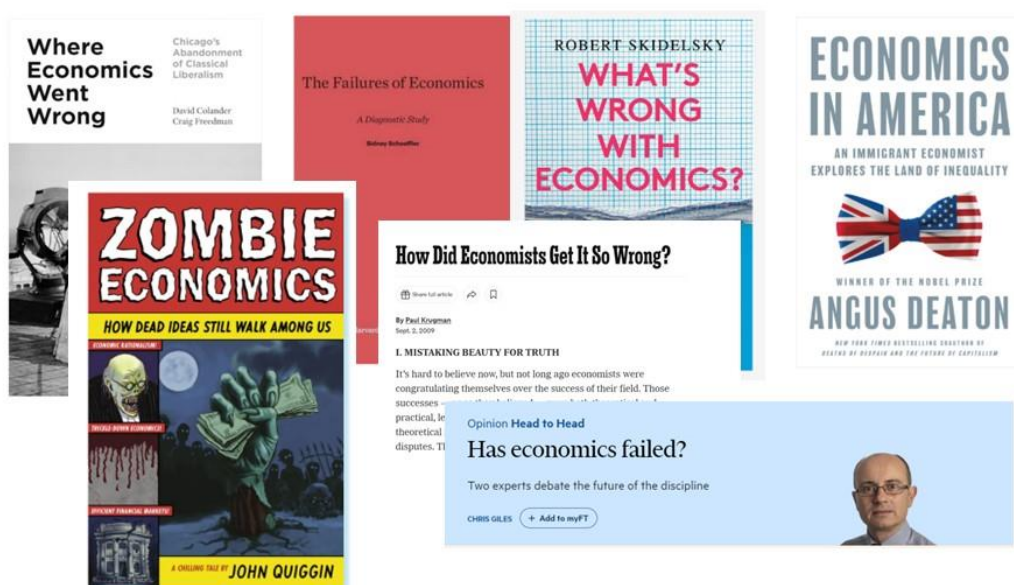 Where
Economics
Went
Wrong
Chicago's
Abandonment
of Classical
Liberalism
David Colander
Craig Freedman
The Failures of Economics
A Diagnostic Study
Sidney Schoeffler
ROBERT SKIDELSKY
WHAT'S
WRONG
WITH
ECONOMICS?
ECONOMICS
IN AMERICA
AN IMMIGRANT ECONOMIST
EXPLORES THE LAND OF INEQUALITY
WINNER OF THE NOBEL PRIZE
ANGUS DEATON
NEW YORK TIMES BESTSELLING COAUTHOR OF
DEATHS OF DESPAIR AND THE FUTURE OF CAPITALISM
ZOMBIE
ECONOMICS
HOW DEAD IDEAS STILL WALK AMONG US
ECONOMIC RATIONALISM!
TRICKLE-DOWN ECONOMICS!
EFFICIENT FINANCIAL MARKETS!
A CHILLING TALE BY JOHN QUIGGIN
How Did Economists Get It So Wrong?
Share full article
By Paul Krugman
Sept. 2, 2009
I. MISTAKING BEAUTY FOR TRUTH
It's hard to believe now, but not long ago economists were
congratulating themselves over the success of their field. Those
successes
practical, le
theoretical
disputes. Tl
Opinion Head to Head
Has economics failed?
Two experts debate the future of the discipline
CHRIS GILES
+ Add to myFT